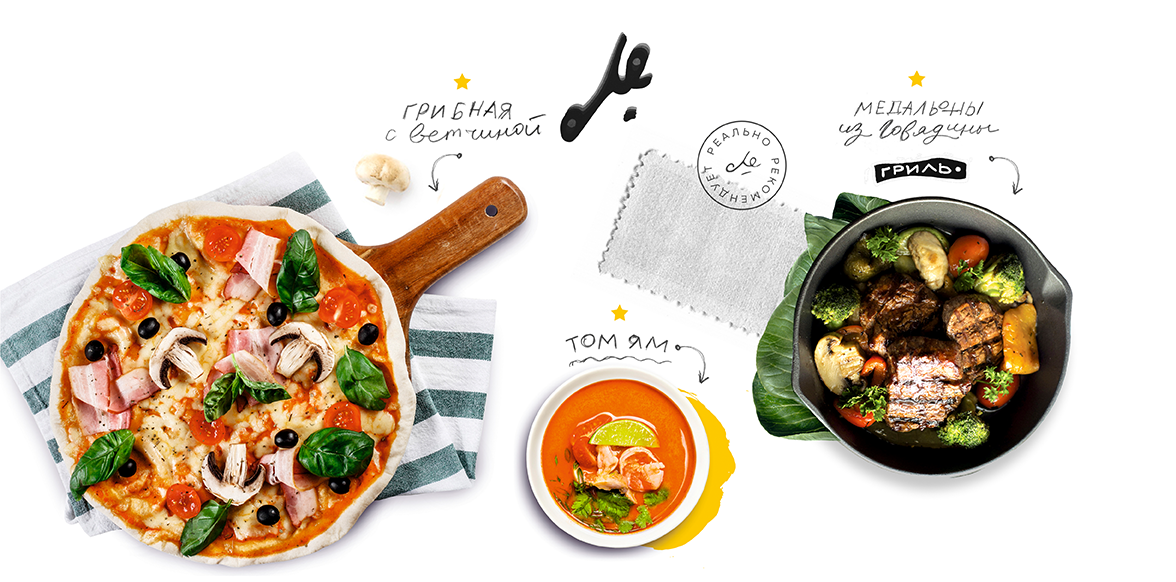 ГРИБНАЯ
с ветчиной
РЕАЛЬНО РЕКОМЕНДУЕТ
МЕДАЛЬОНЫ
из говядины
ГРИЛЬ
ТОМ ЯМ